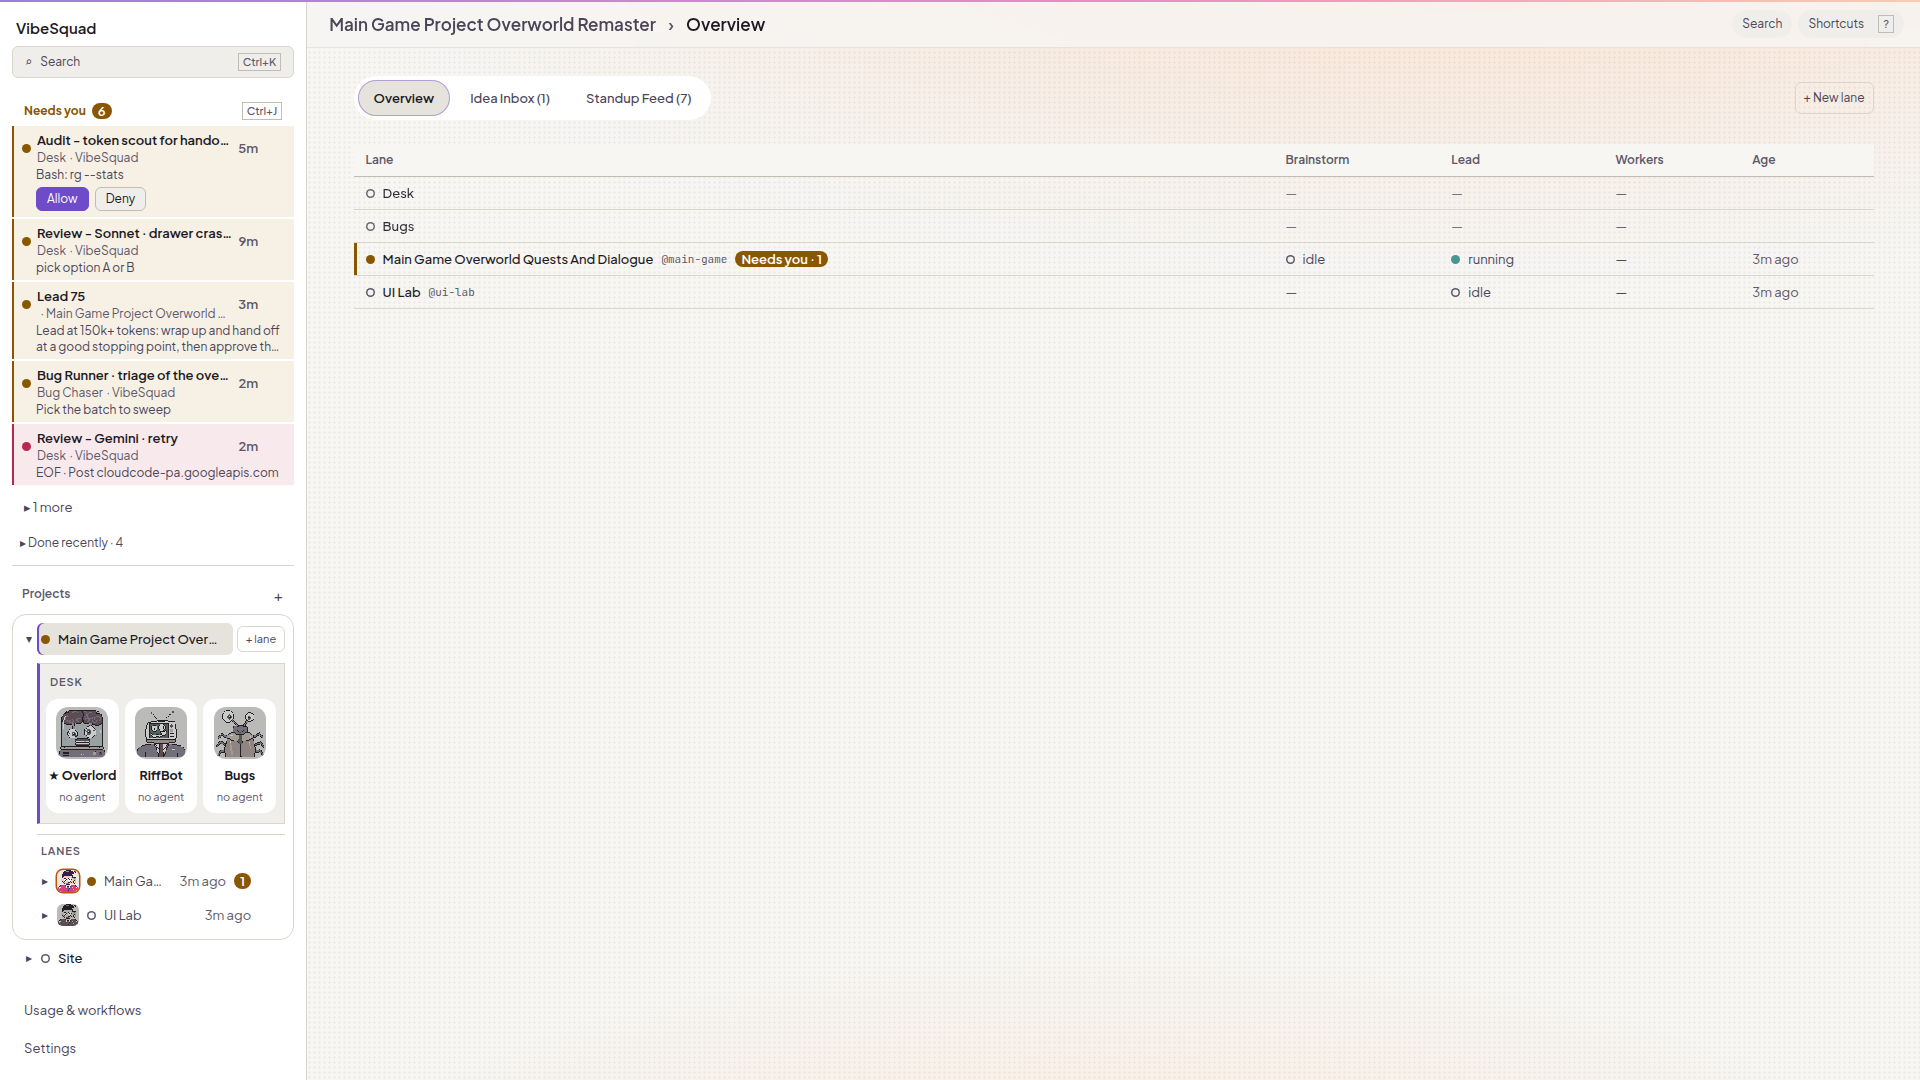 VibeSquad
Search Ctrl+K
Needs you 6 Ctrl+J
Audit – token scout for hando… 5m
Desk · VibeSquad
Bash: rg --stats
Allow Deny
Review – Sonnet · drawer cras… 9m
Desk · VibeSquad
pick option A or B
Lead 75 3m
· Main Game Project Overworld …
Lead at 150k+ tokens: wrap up and hand off
at a good stopping point, then approve th…
Bug Runner · triage of the ove… 2m
Bug Chaser · VibeSquad
Pick the batch to sweep
Review – Gemini · retry 2m
Desk · VibeSquad
EOF · Post cloudcode-pa.googleapis.com
▸ 1 more
▸ Done recently · 4
Projects +
▾ Main Game Project Over… + lane
DESK
★ Overlord RiffBot Bugs
no agent no agent no agent
LANES
▸ Main Ga… 3m ago 1
▸ UI Lab 3m ago
▸ Site
Usage & workflows
Settings
Main Game Project Overworld Remaster › Overview
Search Shortcuts ?
Overview Idea Inbox (1) Standup Feed (7) + New lane
Lane Brainstorm Lead Workers Age
Desk — — —
Bugs — — —
Main Game Overworld Quests And Dialogue @main-game Needs you · 1 idle running — 3m ago
UI Lab @ui-lab — idle — 3m ago